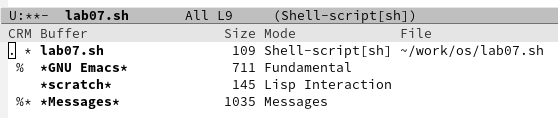 U:**-  lab07.sh       All L9     (Shell-script[sh])
CRM Buffer                Size Mode              File
. * lab07.sh               109 Shell-script[sh]  ~/work/os/lab07.sh
 %  *GNU Emacs*            711 Fundamental
    *scratch*              145 Lisp Interaction
 %* *Messages*            1035 Messages